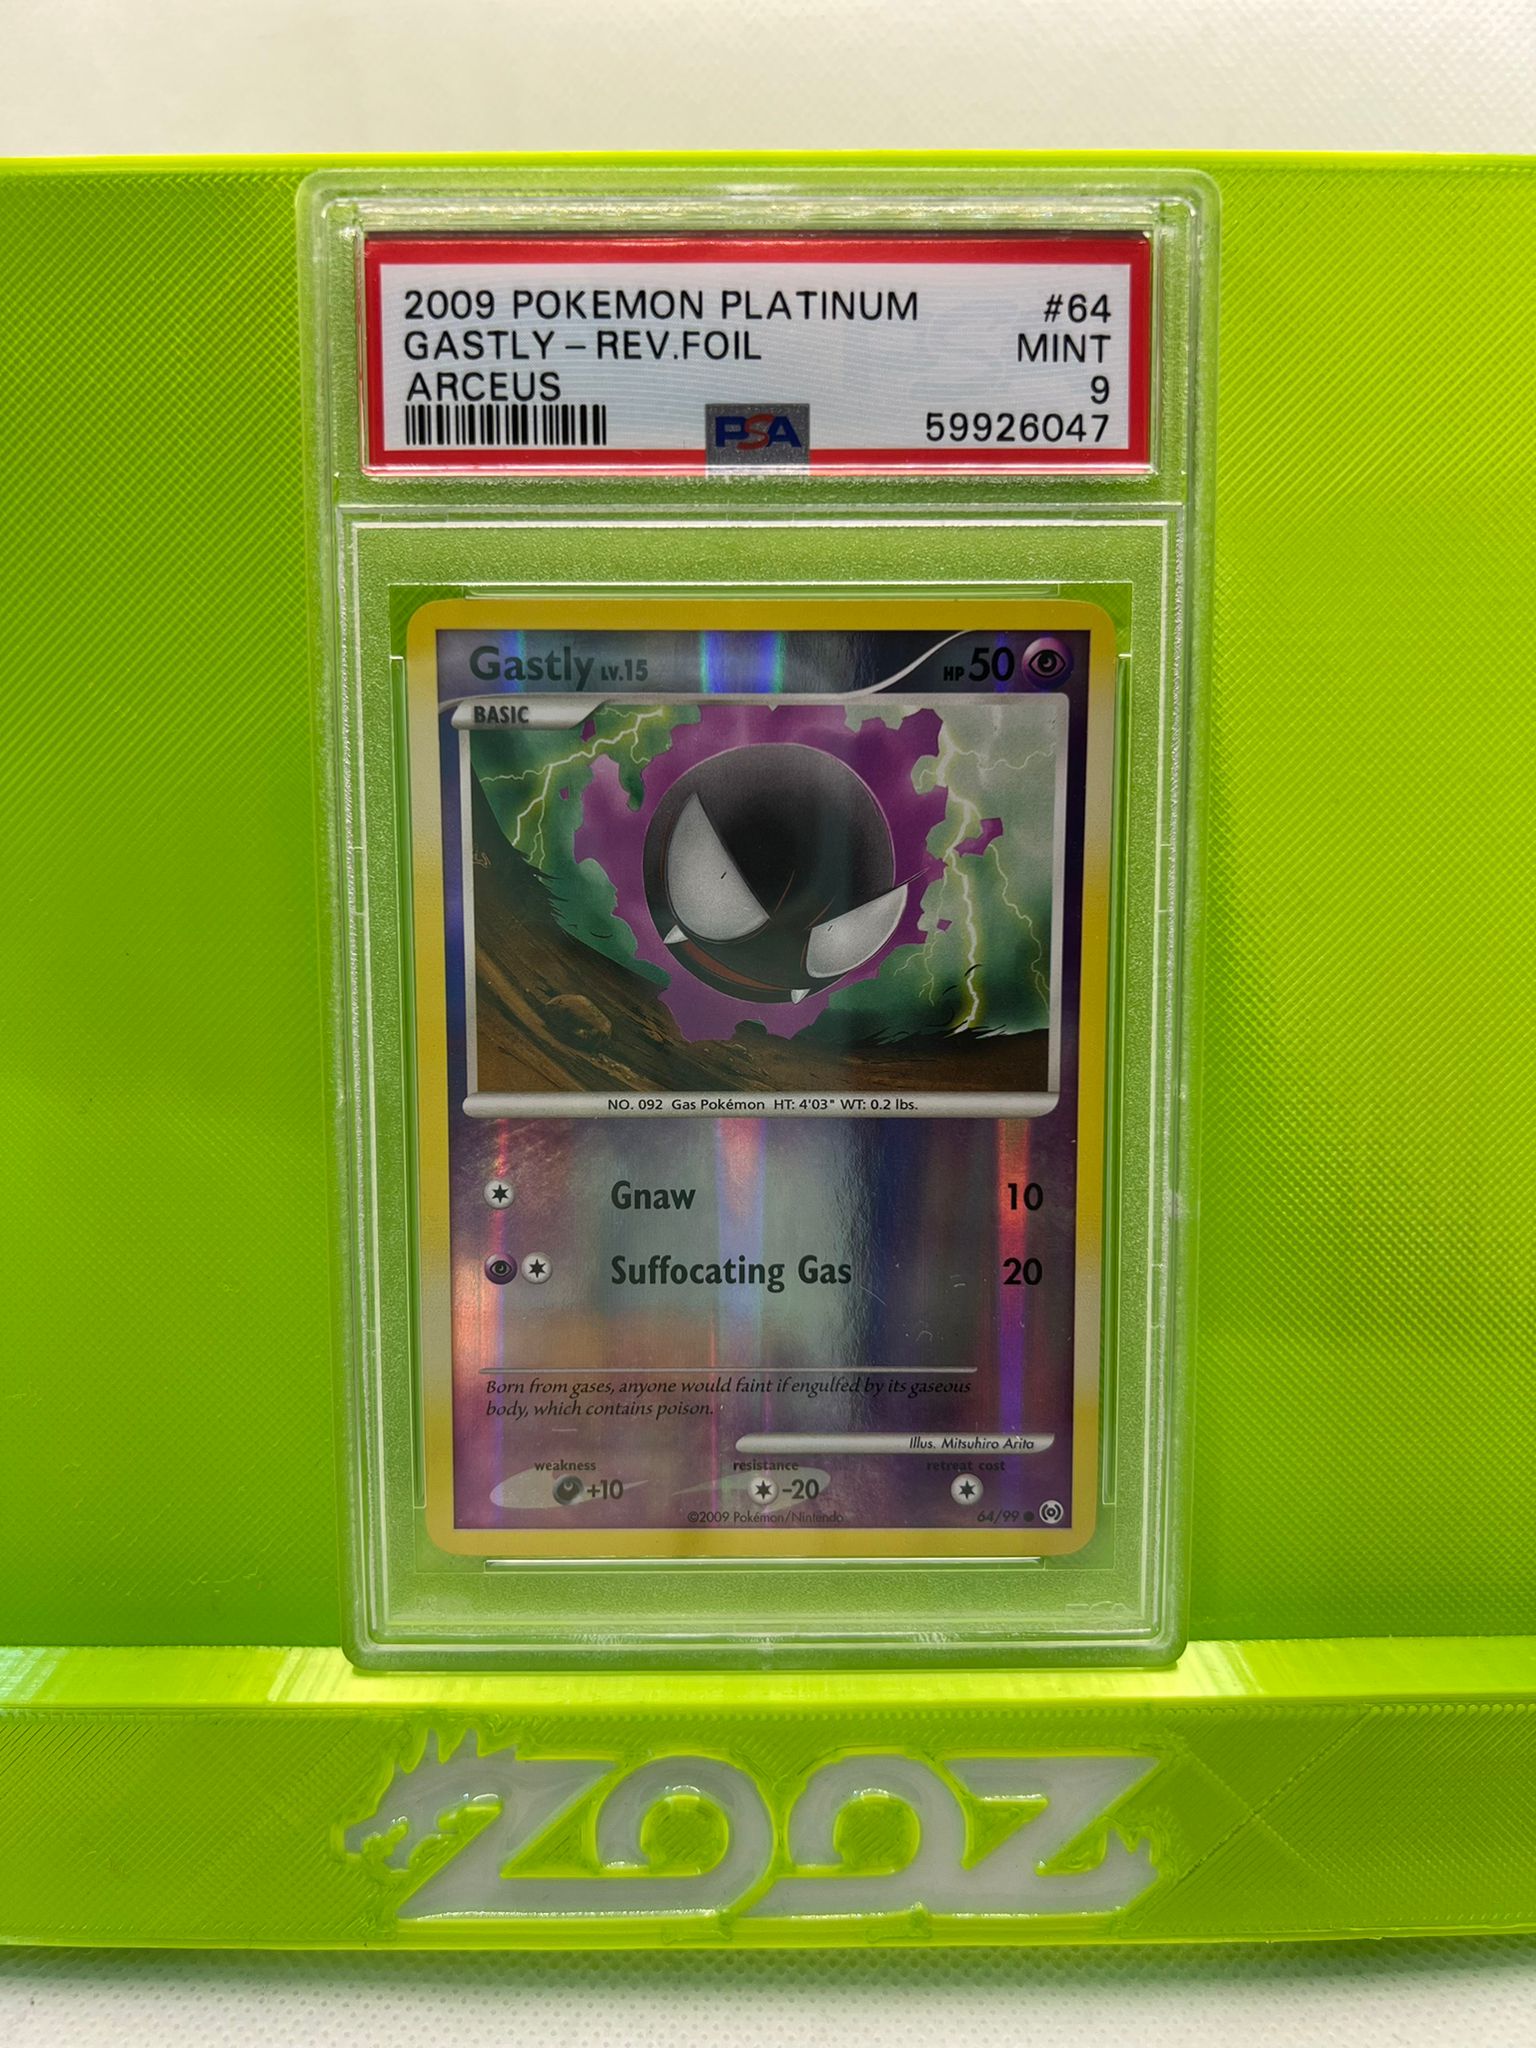 2009 POKEMON PLATINUM #64
GASTLY - REV.FOIL MINT
ARCEUS 9
PSA 59926047
Gastly LV.15 HP 50
BASIC
NO. 092 Gas Pokémon HT: 4'03" WT: 0.2 lbs.
Gnaw 10
Suffocating Gas 20
Born from gases, anyone would faint if engulfed by its gaseous
body, which contains poison.
Illus. Mitsuhiro Arita
weakness resistance retreat cost
+10 -20
©2009 Pokémon/Nintendo 64/99
PSA
ZOOZ